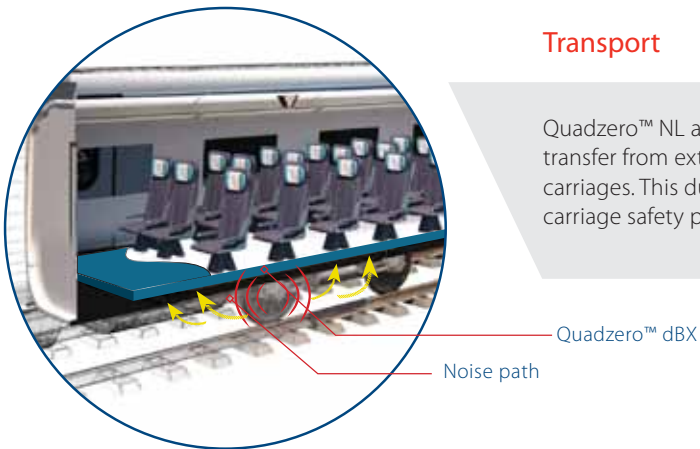 Transport
Quadzero™ NL a
transfer from ext
carriages. This du
carriage safety p
Quadzero™ dBX
Noise path